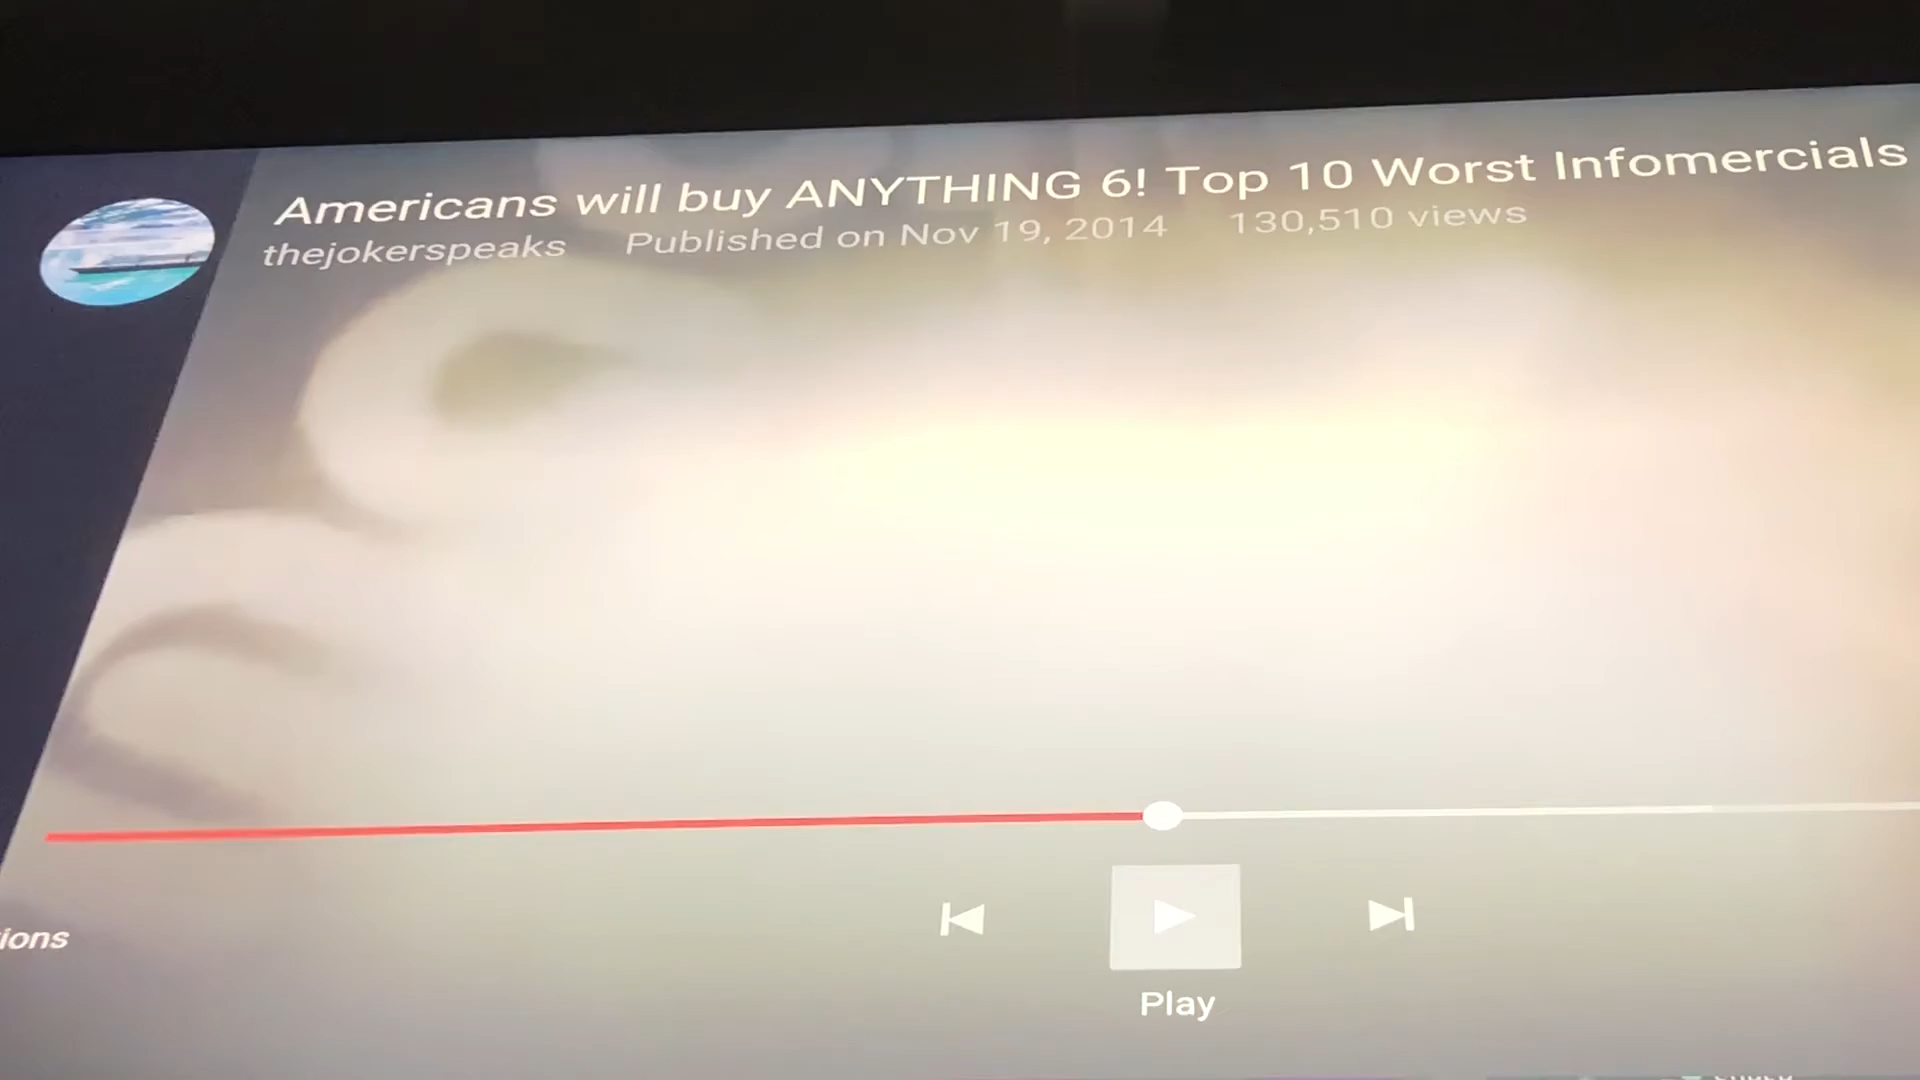 Americans will buy ANYTHING 6! Top 10 Worst Infomercials
thejokerspeaks Published on Nov 19, 2014 130,510 views
ions
Play